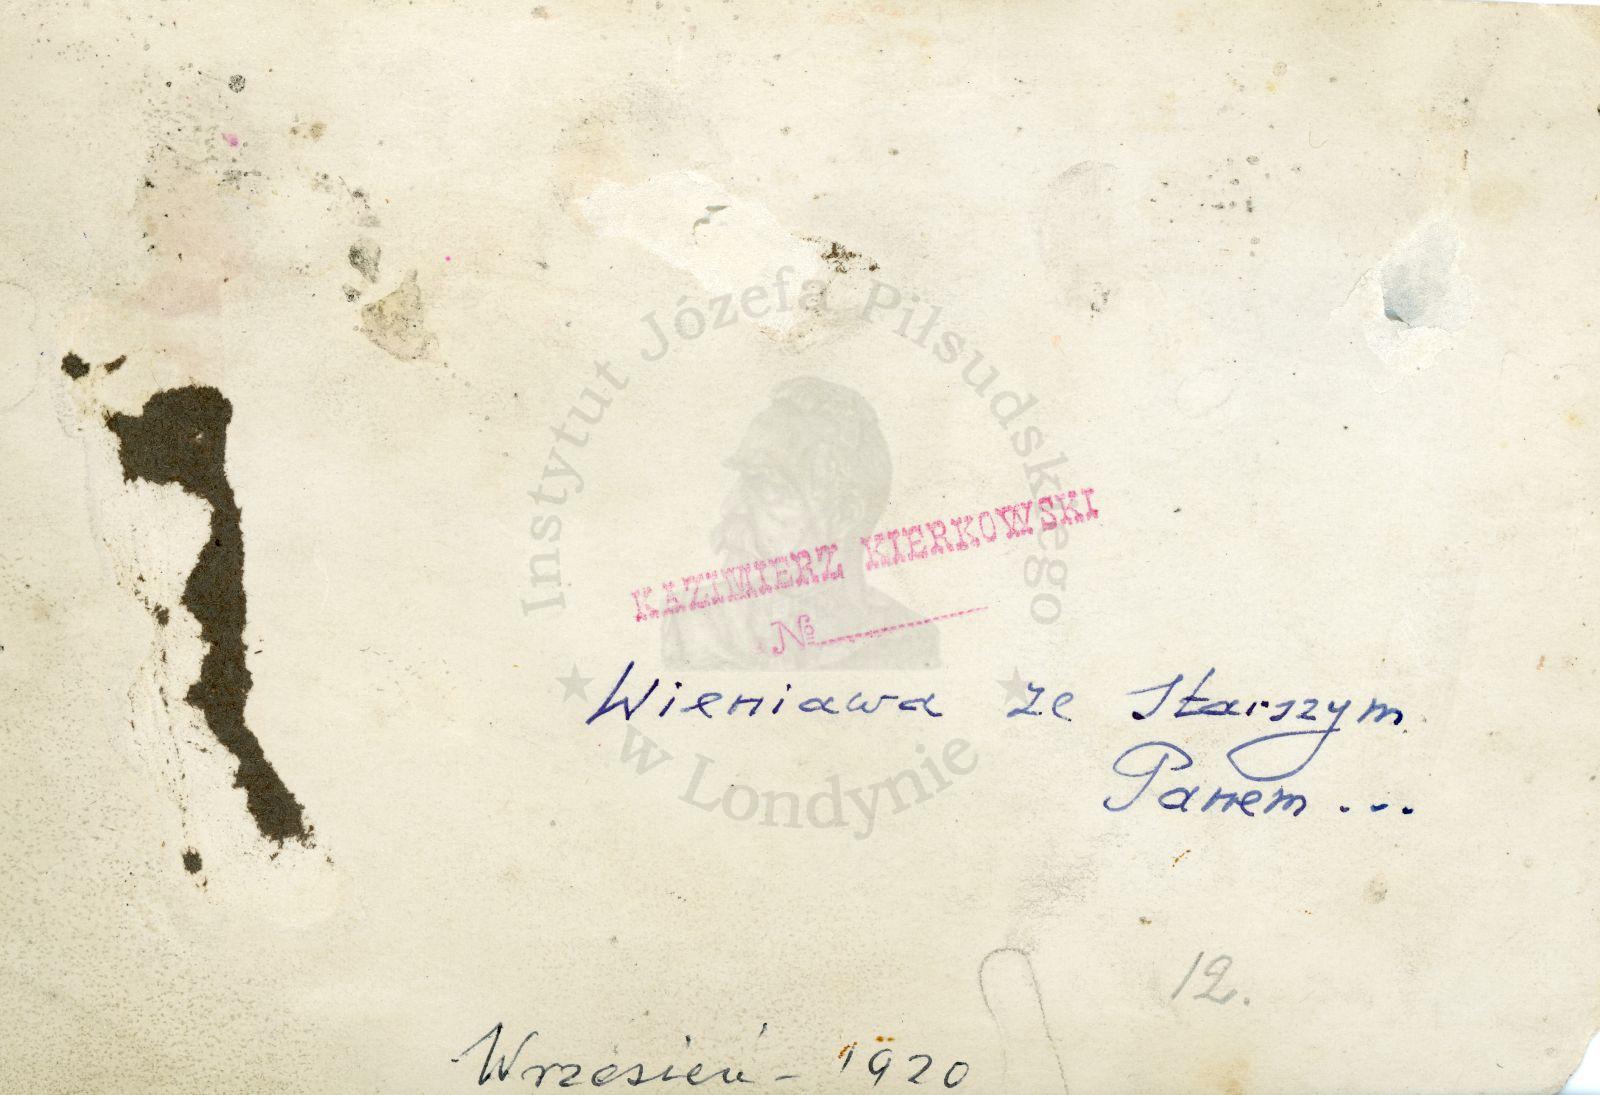 Instytut Józefa Piłsudskiego
★ w Londynie ★
KAZIMIERZ KIERKOWSKI
№
Wieniawa ze Starszym
Panem...
12.
Wrzesień - 1920